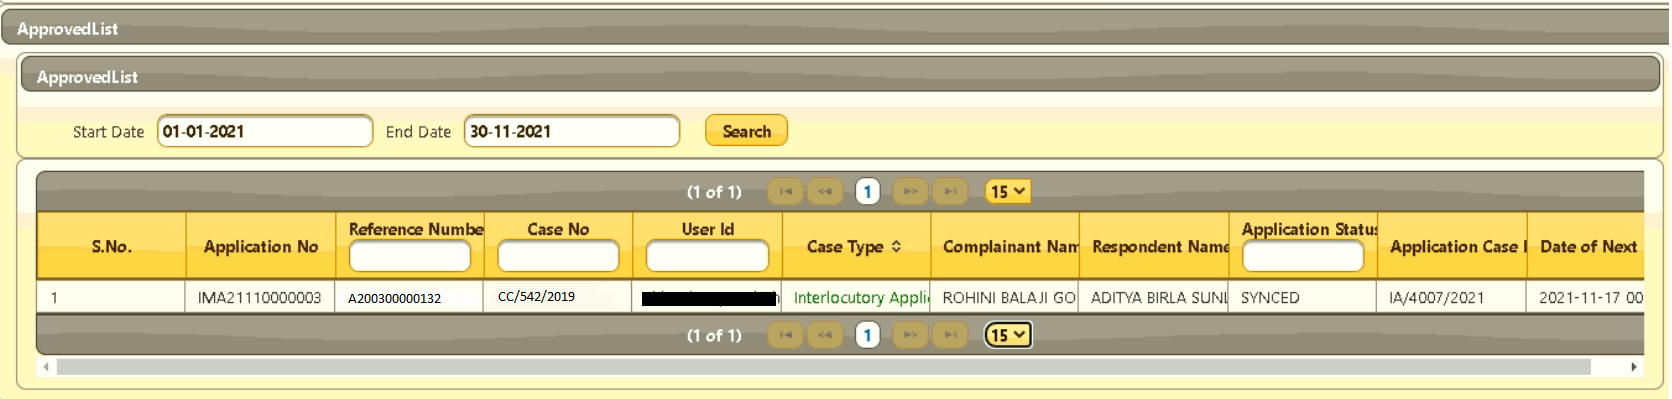 ApprovedList
ApprovedList
Start Date 01-01-2021 End Date 30-11-2021 Search
(1 of 1) 1 15
S.No. Application No Reference Numbe Case No User Id Case Type Complainant Nam Respondent Name Application Status Application Case Date of Next
1 IMA21110000003 A200300000132 CC/542/2019 Interlocutory Appli ROHINI BALAJI GO ADITYA BIRLA SUNL SYNCED IA/4007/2021 2021-11-17 00
(1 of 1) 1 15